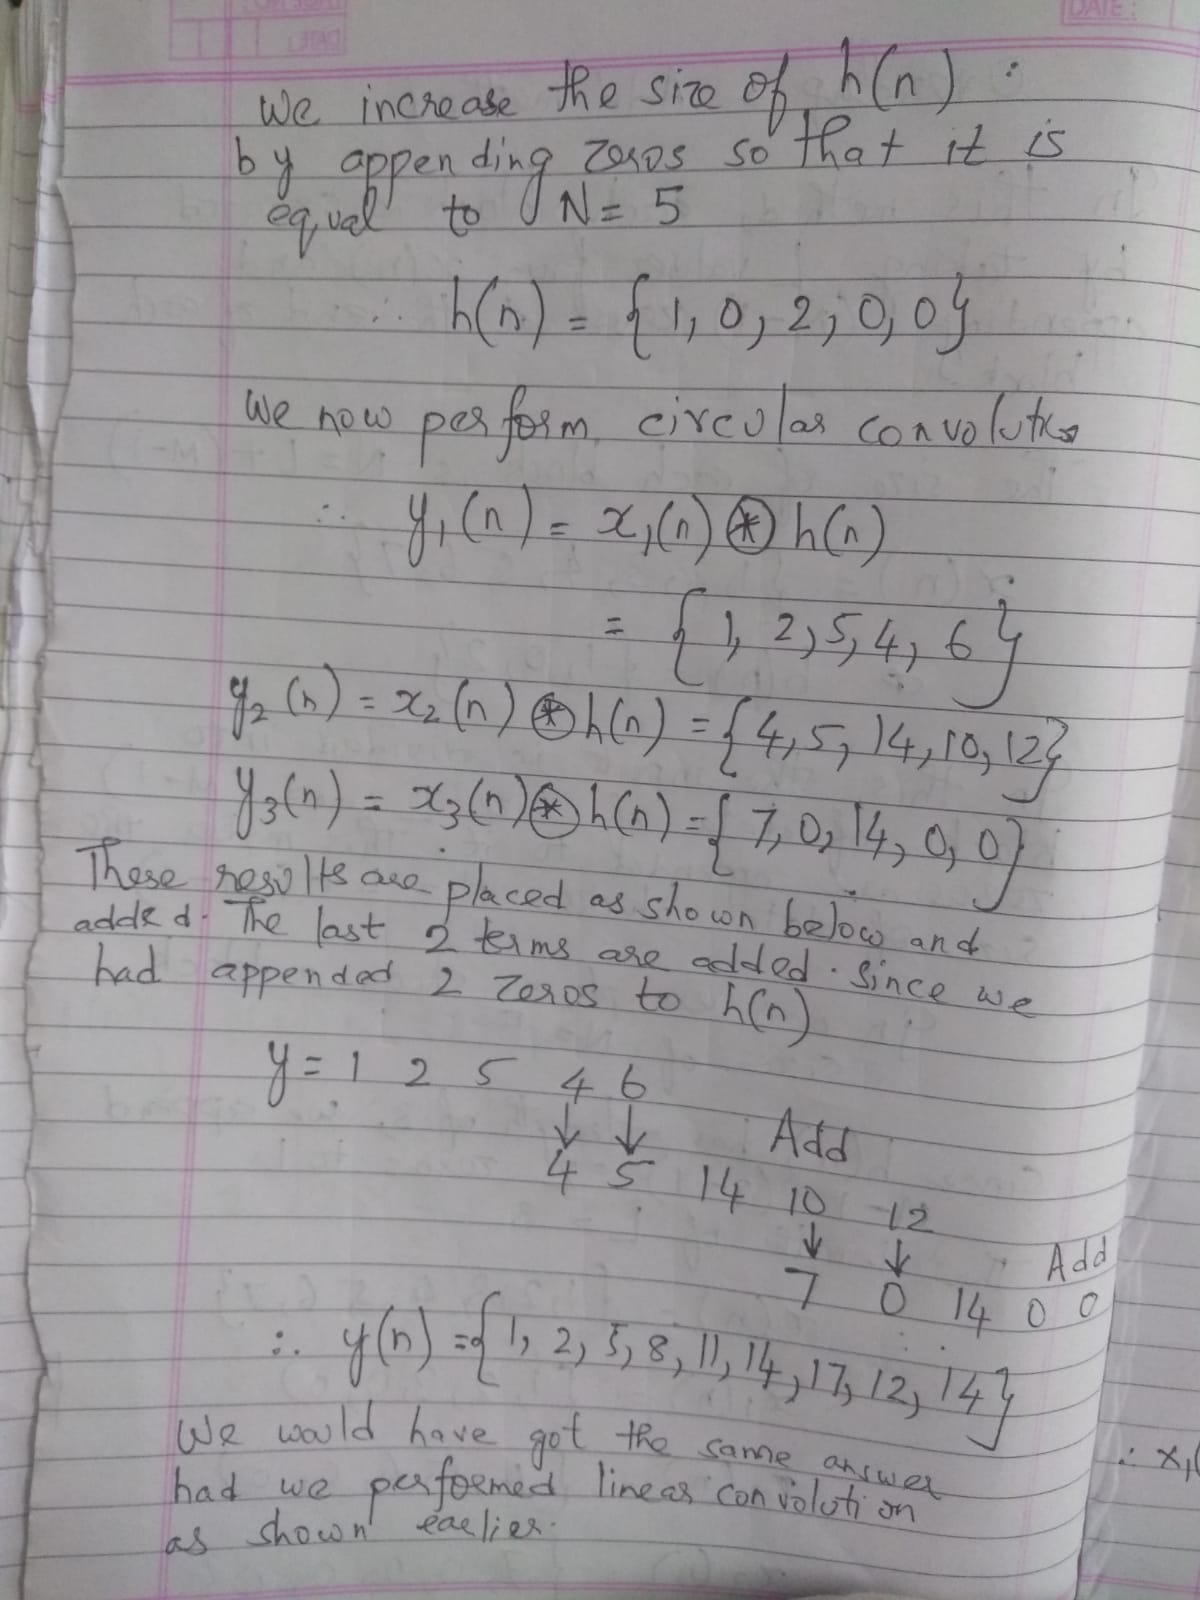 DATE:
We increase the size of h(n) :
by appending zeros so that it is
equal to N = 5
∴ h(n) = { 1, 0, 2, 0, 0}
We now perform circular convolution
∴ y₁(n) = x₁(n) ⊛ h(n)
= { 1, 2, 5, 4, 6 }
y₂(n) = x₂(n) ⊛ h(n) = {4, 5, 14, 10, 12}
y₃(n) = x₃(n) ⊛ h(n) = { 7, 0, 14, 0, 0}
These results are placed as shown below and
added. The last 2 terms are added. Since we
had appended 2 zeros to h(n)
y = 1 2 5 4 6
↓ ↓ Add
4 5 14 10 12
↓ ↓ Add
7 0 14 0 0
∴ y(n) = { 1, 2, 5, 8, 11, 14, 17, 12, 14}
We would have got the same answer
had we performed linear convolution
as shown earlier.
∴ x₁(